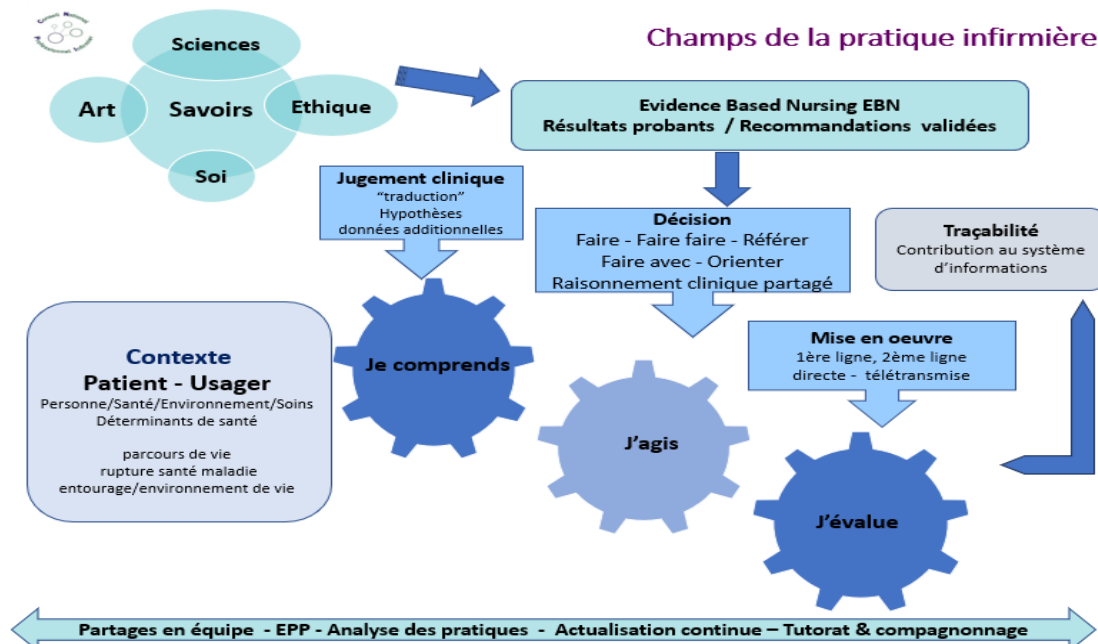 Conseil National
Professionnel Infirmier
Champs de la pratique infirmière
Sciences
Art
Savoirs
Ethique
Soi
Evidence Based Nursing EBN
Résultats probants / Recommandations validées
Jugement clinique
“traduction”
Hypothèses
données additionnelles
Décision
Faire - Faire faire - Référer
Faire avec - Orienter
Raisonnement clinique partagé
Traçabilité
Contribution au système
d’informations
Contexte
Patient - Usager
Personne/Santé/Environnement/Soins
Déterminants de santé
parcours de vie
rupture santé maladie
entourage/environnement de vie
Je comprends
Mise en oeuvre
1ère ligne, 2ème ligne
directe - télétransmise
J’agis
J’évalue
Partages en équipe - EPP - Analyse des pratiques - Actualisation continue – Tutorat & compagnonnage